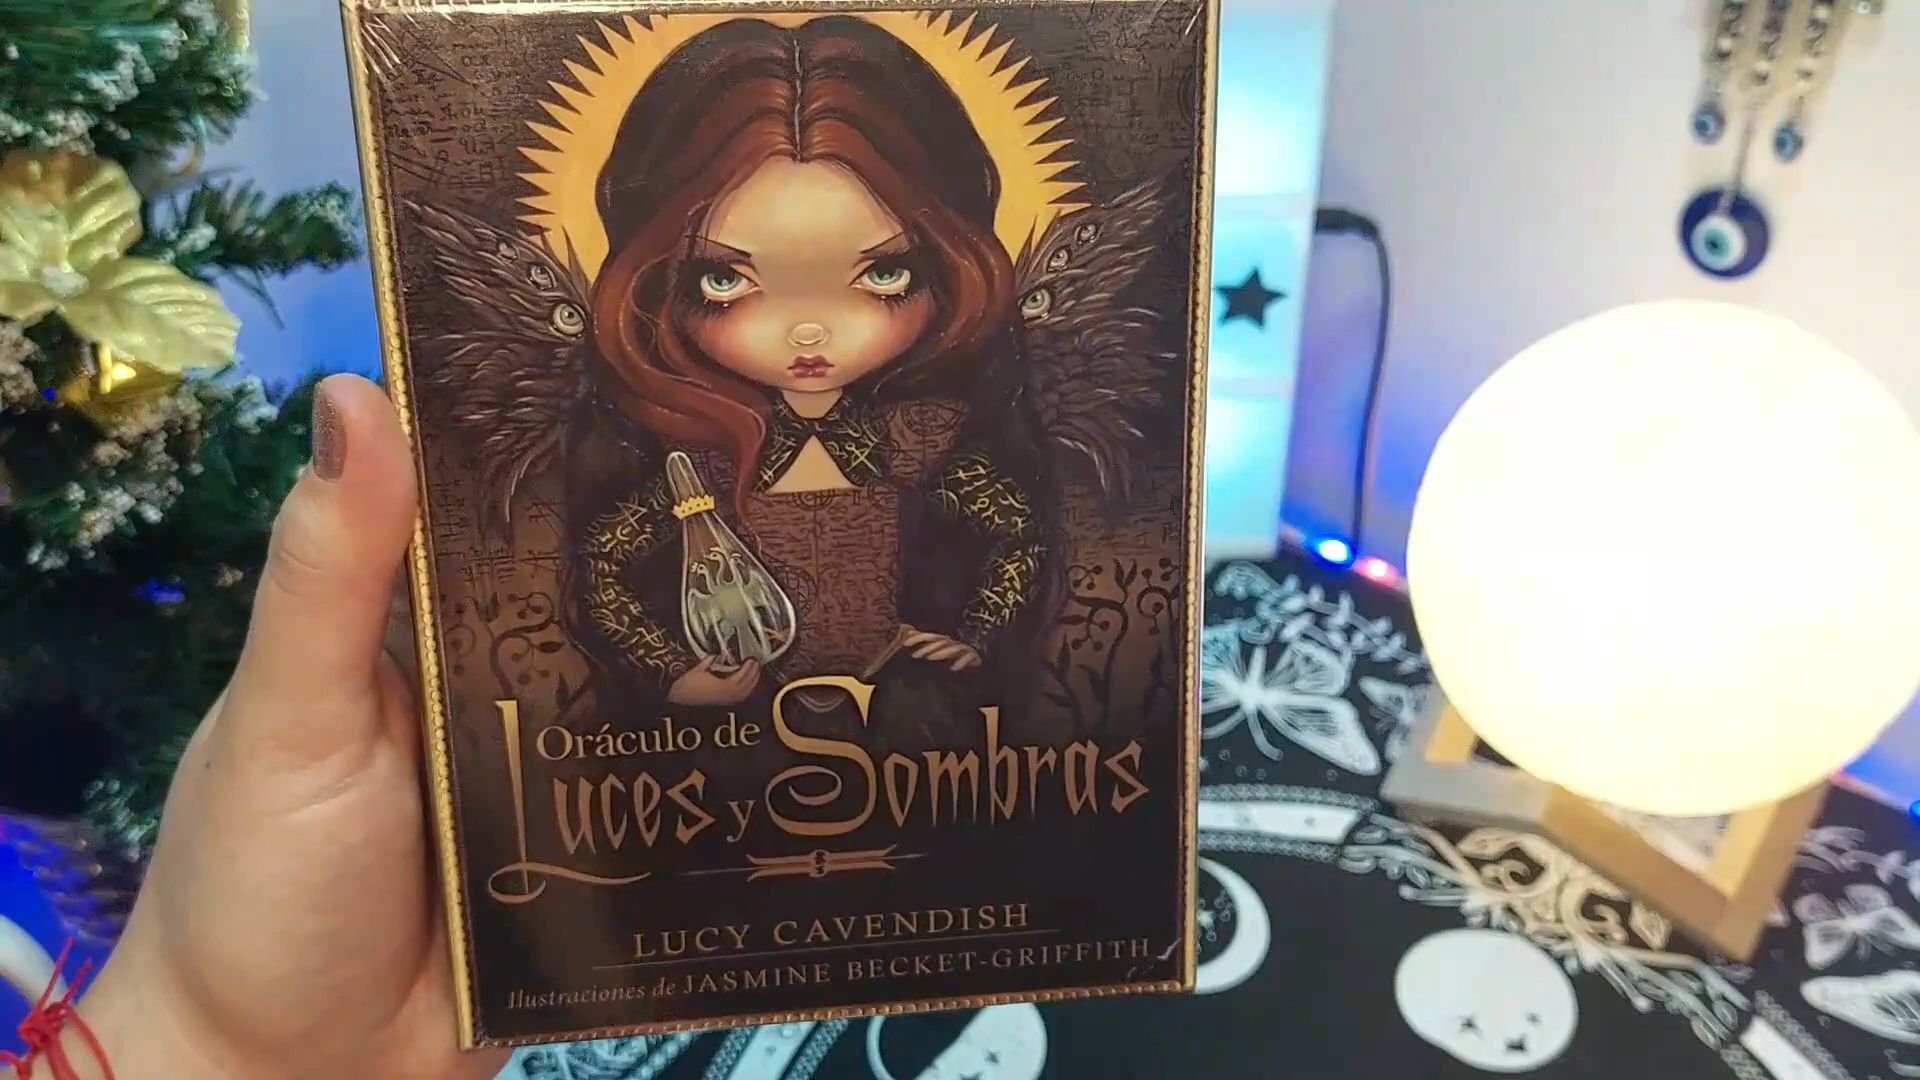 Oráculo de
Luces y Sombras
LUCY CAVENDISH
Ilustraciones de JASMINE BECKET-GRIFFITH